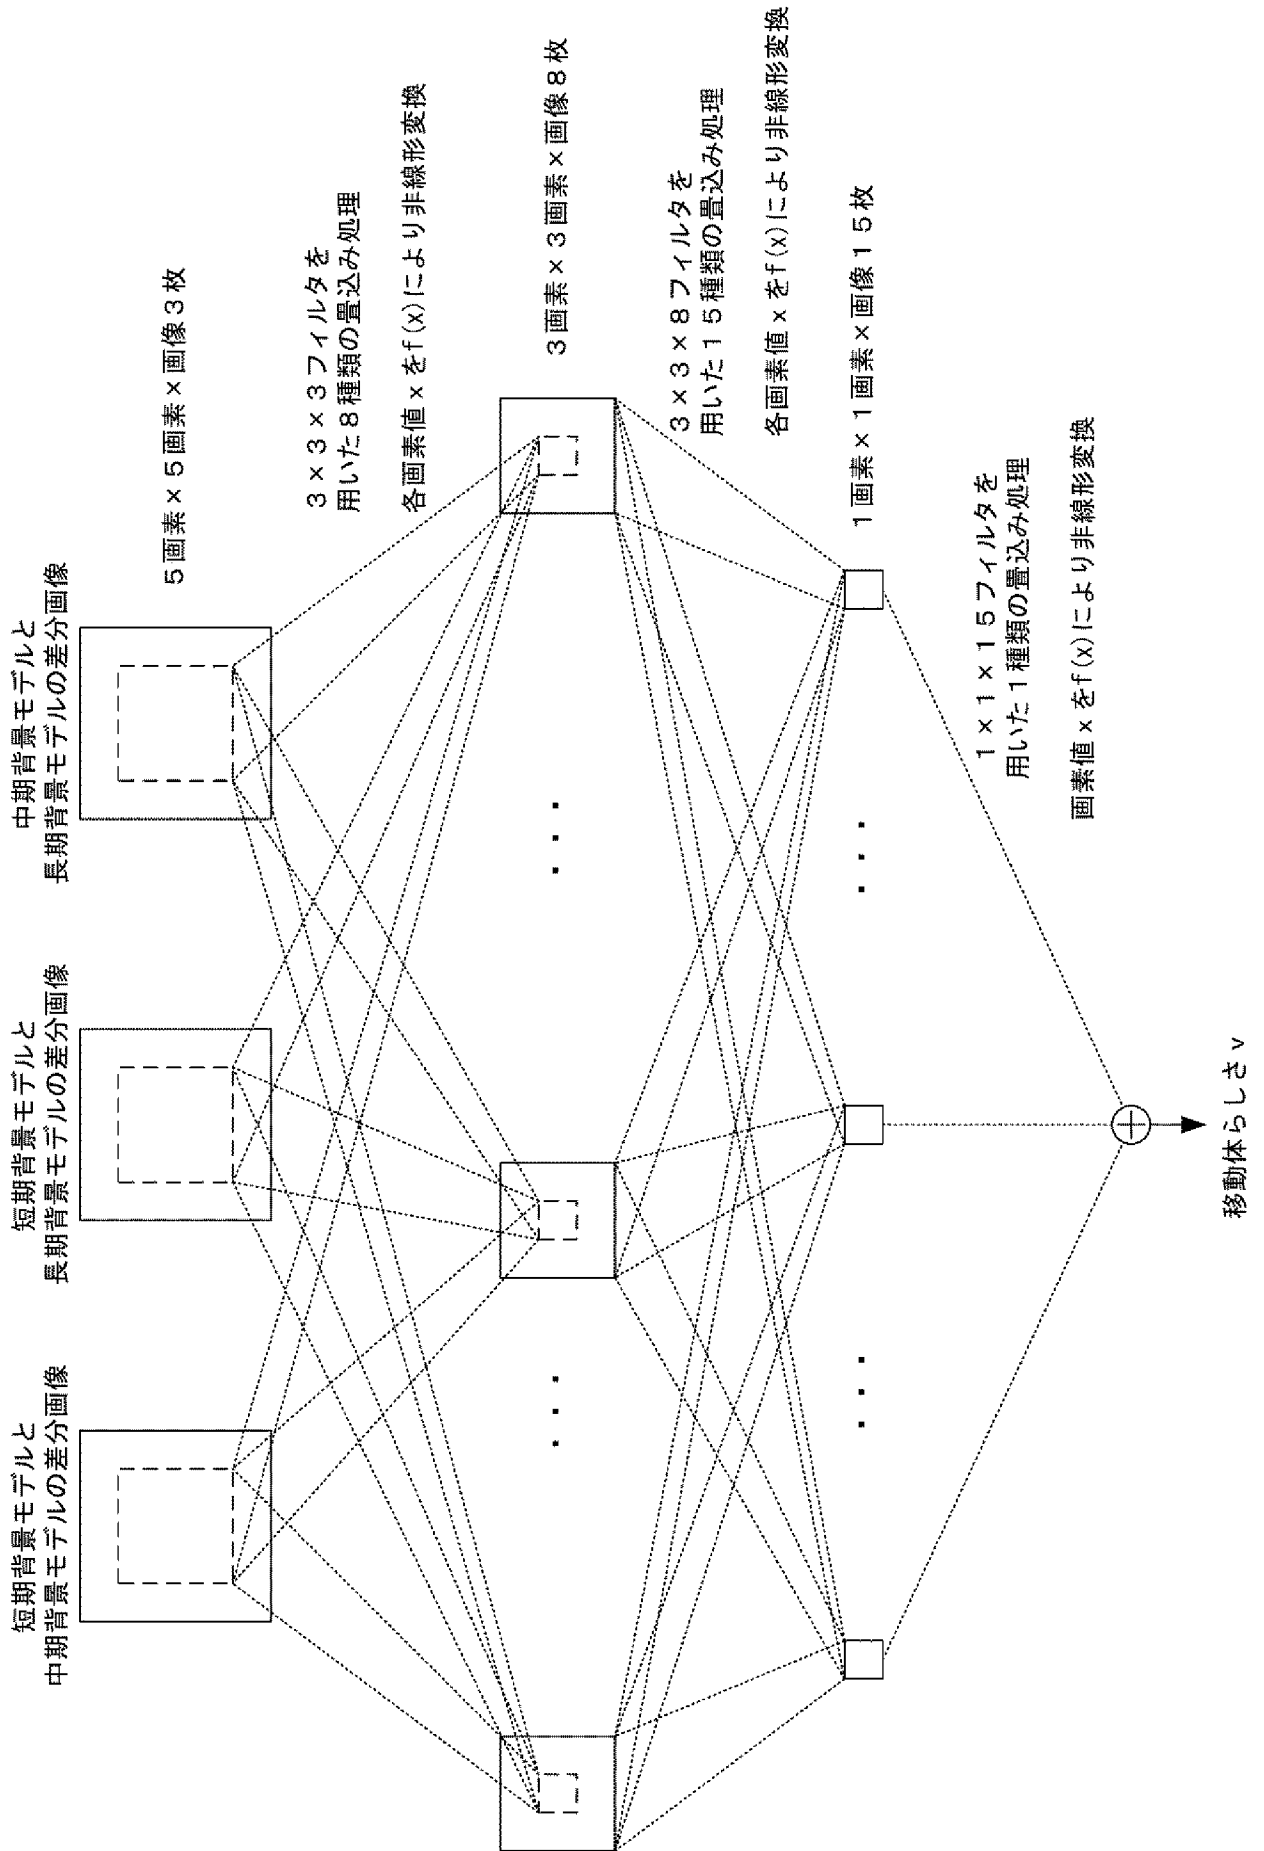 短期背景モデルと
中期背景モデルの差分画像
短期背景モデルと
長期背景モデルの差分画像
中期背景モデルと
長期背景モデルの差分画像
5画素×5画素×画像3枚
3×3×3フィルタを
用いた8種類の畳込み処理
各画素値xをf(x)により非線形変換
3画素×3画素×画像8枚
3×3×8フィルタを
用いた15種類の畳込み処理
各画素値xをf(x)により非線形変換
1画素×1画素×画像15枚
1×1×15フィルタを
用いた1種類の畳込み処理
画素値xをf(x)により非線形変換
移動体らしさv